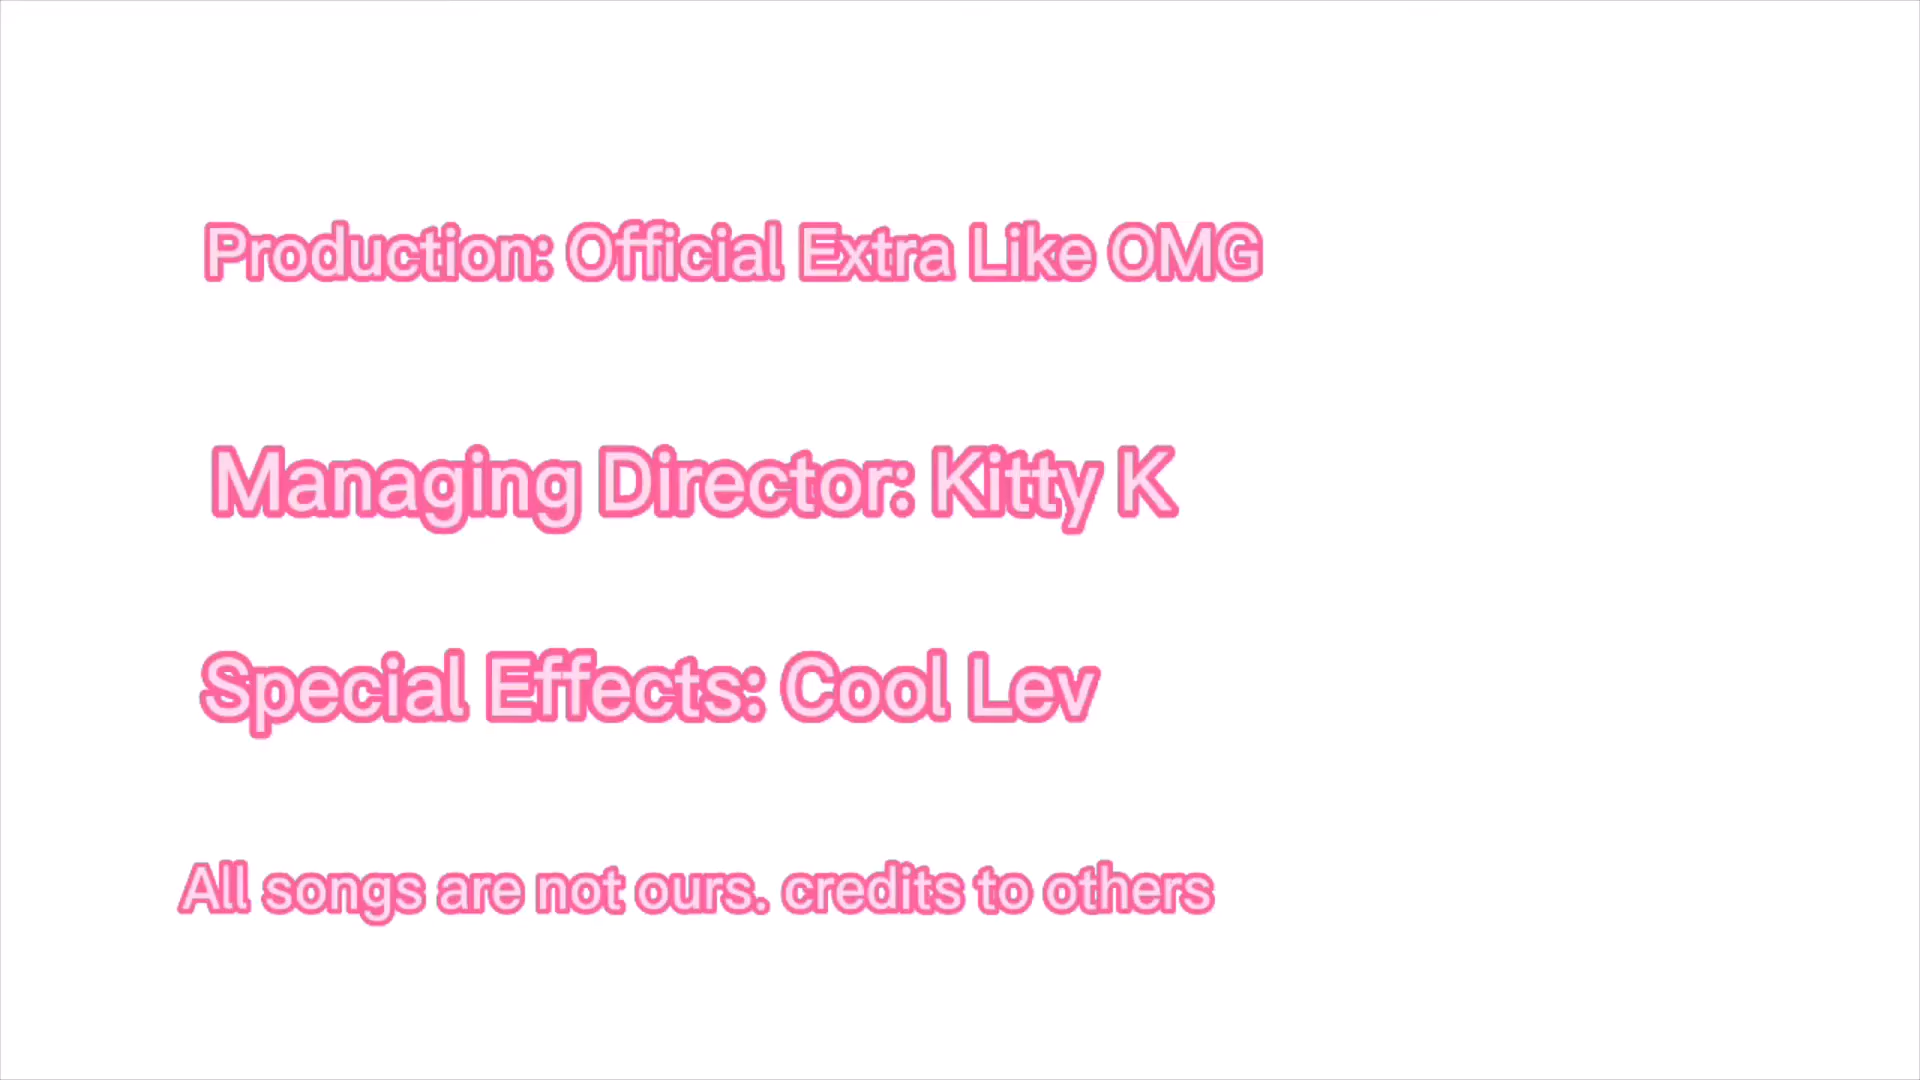 Production: Official Extra Like OMG
Managing Director: Kitty K
Special Effects: Cool Lev
All songs are not ours. credits to others